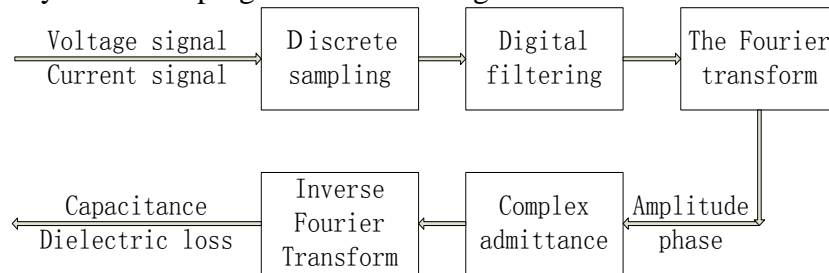 Voltage signal
Current signal
Discrete
sampling
Digital
filtering
The Fourier
transform
Amplitude
phase
Complex
admittance
Inverse
Fourier
Transform
Capacitance
Dielectric loss